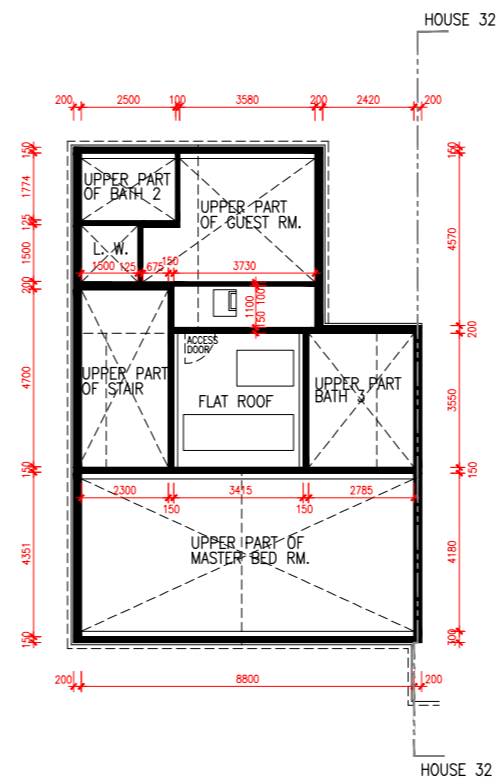 HOUSE 32
200
2500
100
3580
200
2420
200
150
1774
125
1500
200
4700
150
4351
150
150
4570
200
3550
150
4180
300
UPPER PART
OF BATH 2
UPPER PART
OF GUEST RM.
L. W.
1500
125
675
150
3730
1100
100
150
ACCESS
DOOR
UPPER PART
OF STAIR
FLAT ROOF
UPPER PART
BATH 3
2300
150
3415
150
2785
UPPER PART OF
MASTER BED RM.
200
8800
200
HOUSE 32